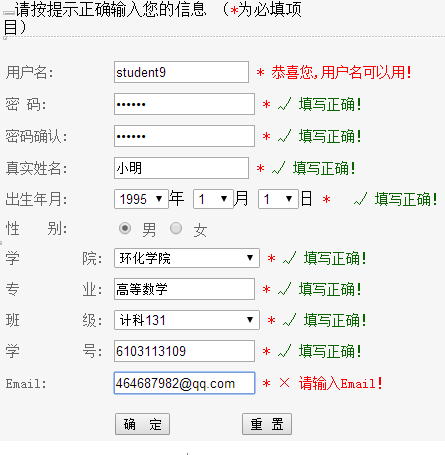 请按提示正确输入您的信息 (*为必填项
目)
用户名: student9 * 恭喜您,用户名可以用!
密 码: •••••• * √ 填写正确!
密码确认: •••••• * √ 填写正确!
真实姓名: 小明 * √ 填写正确!
出生年月: 1995 年 1 月 1 日 * √ 填写正确!
性 别: 男 女
学 院: 环化学院 * √ 填写正确!
专 业: 高等数学 * √ 填写正确!
班 级: 计科131 * √ 填写正确!
学 号: 6103113109 * √ 填写正确!
Email: 464687982@qq.com * × 请输入Email!
确 定 重 置